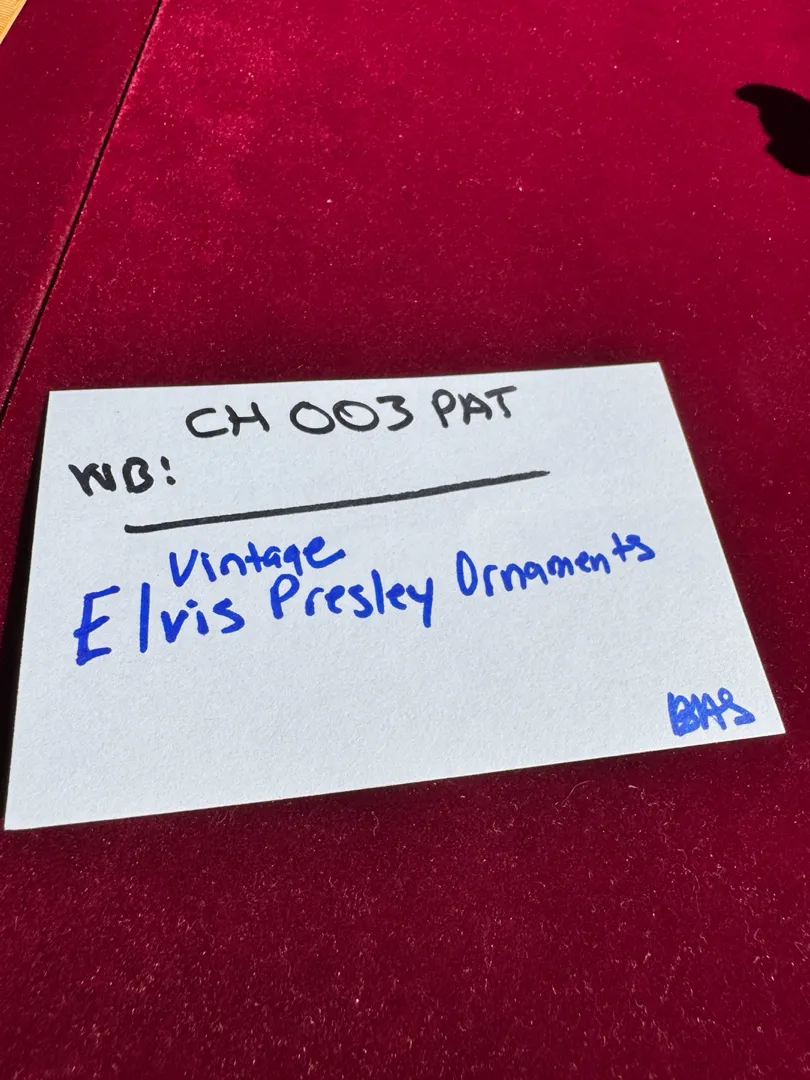 CH 003 PAT
WB:
Vintage
Elvis Presley Ornaments